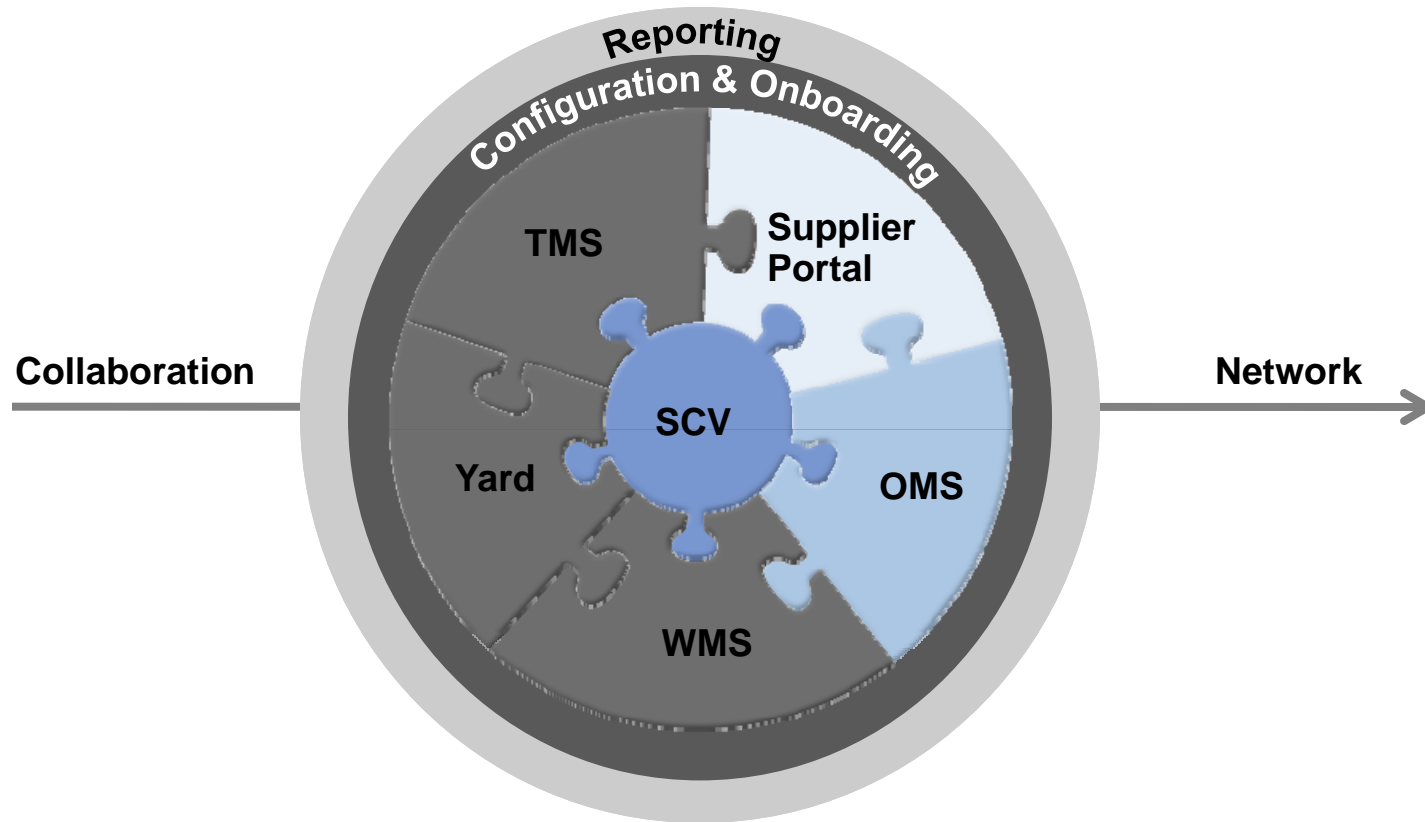 Reporting
Configuration & Onboarding
TMS
Supplier
Portal
Collaboration
Network
SCV
Yard
OMS
WMS